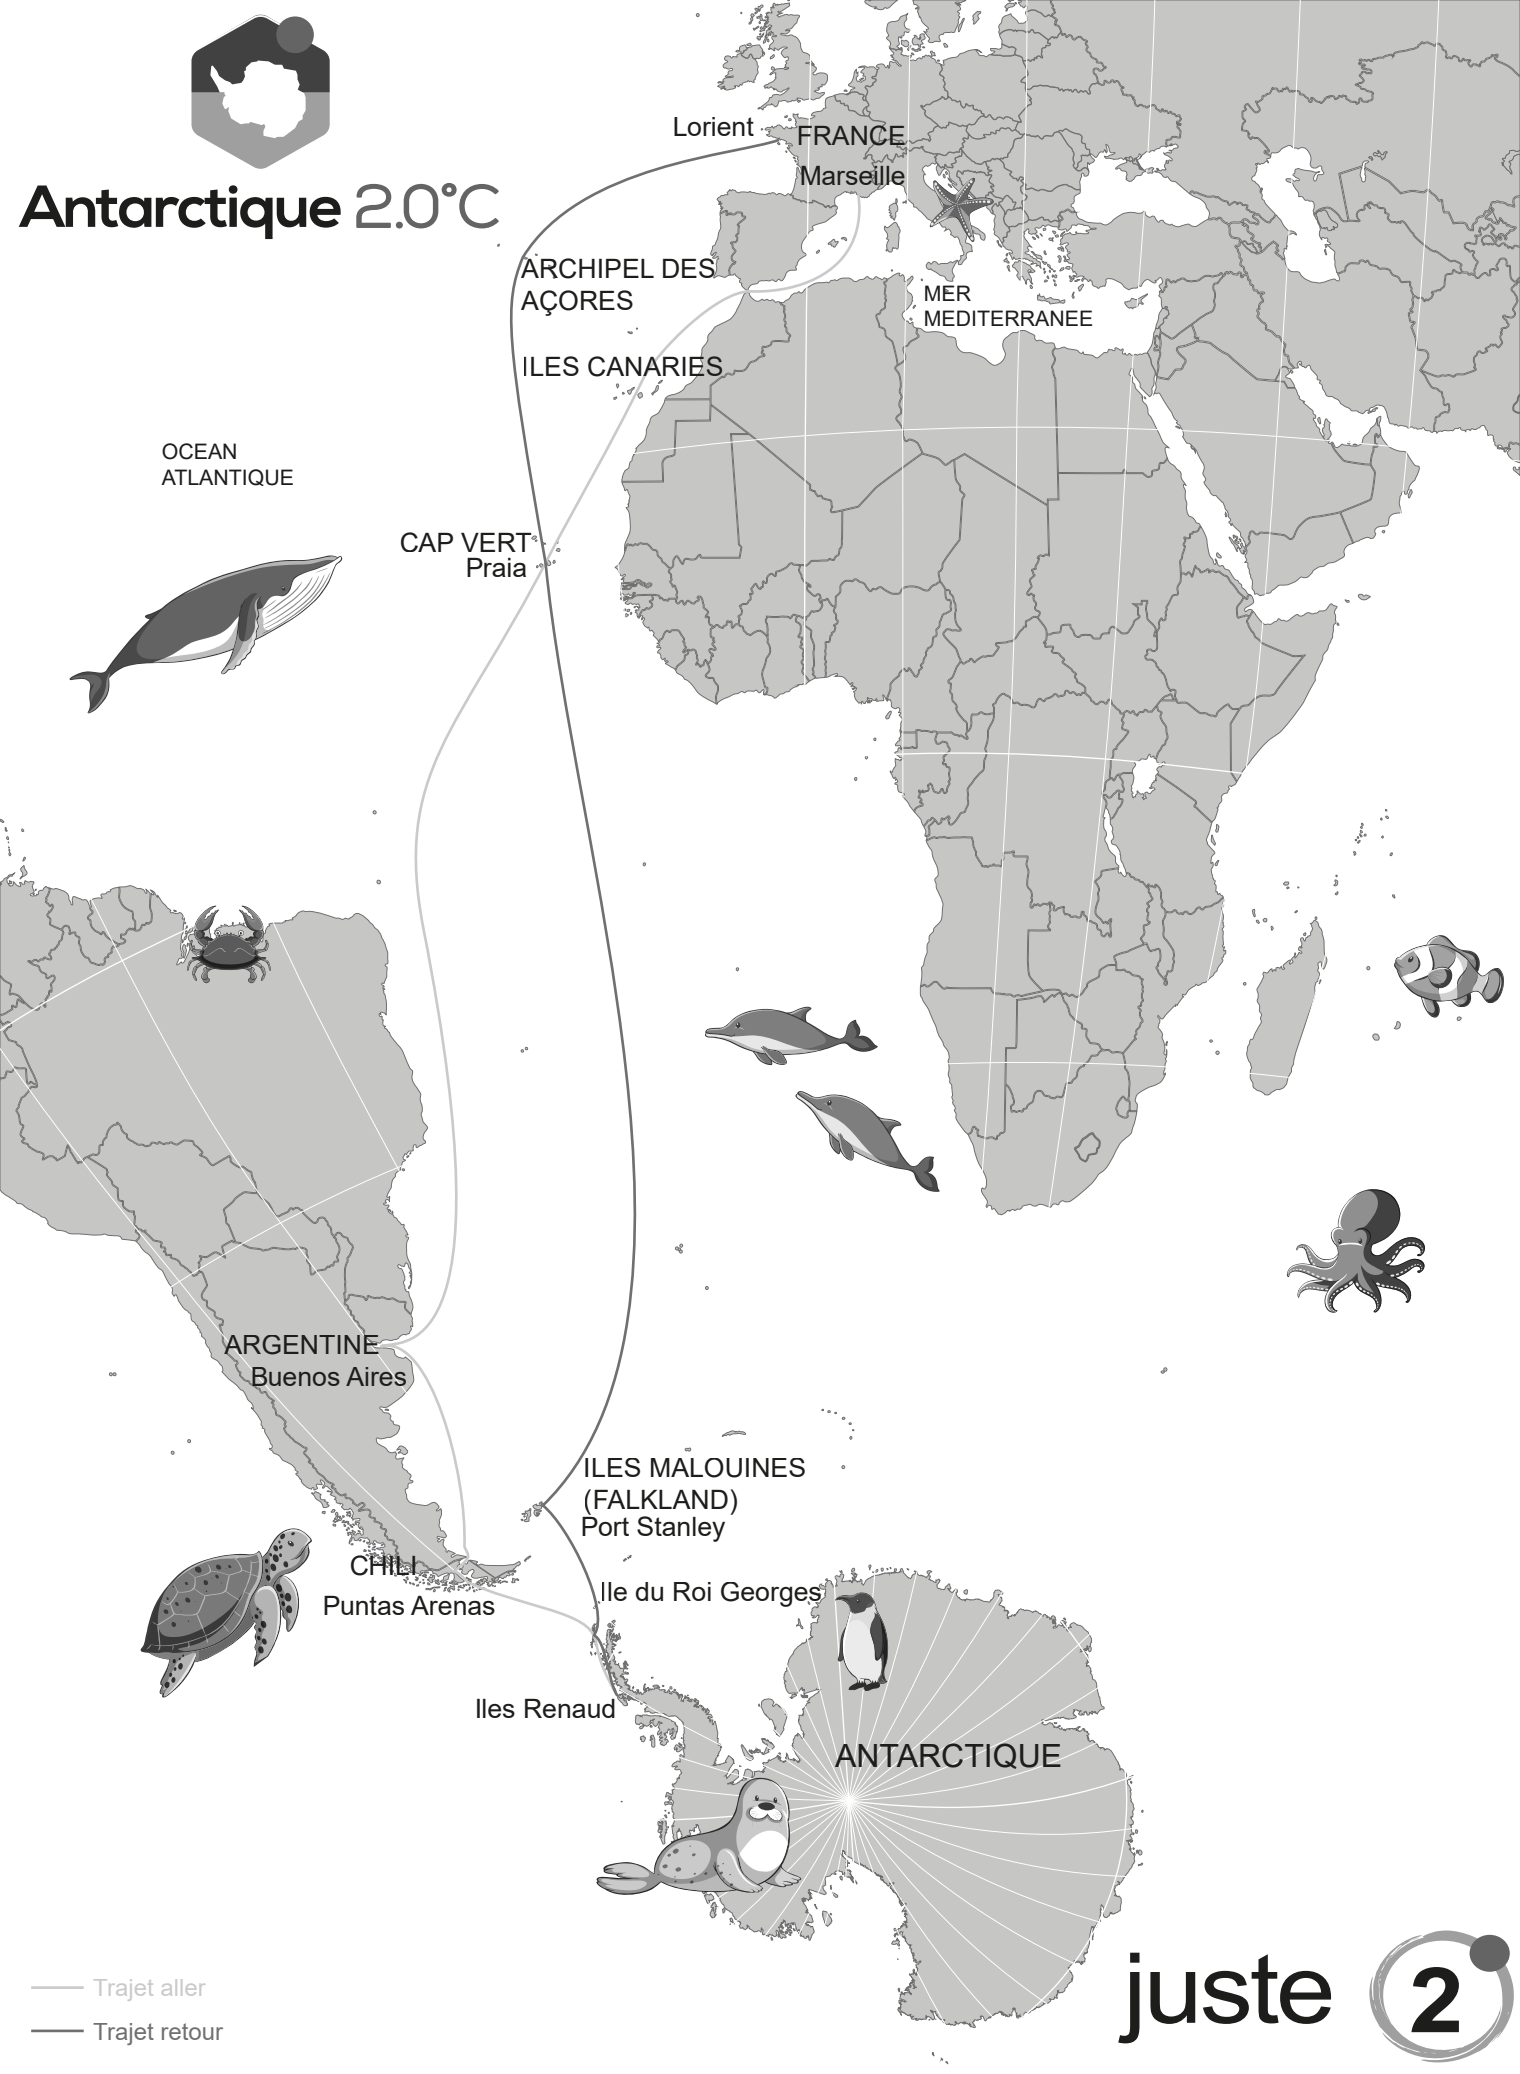 Antarctique 2.0°C
Lorient
FRANCE
Marseille
ARCHIPEL DES
AÇORES
MER
MEDITERRANEE
ILES CANARIES
OCEAN
ATLANTIQUE
CAP VERT
Praia
ARGENTINE
Buenos Aires
ILES MALOUINES
(FALKLAND)
Port Stanley
CHILI
Puntas Arenas
Ile du Roi Georges
Iles Renaud
ANTARCTIQUE
Trajet aller
Trajet retour
juste 2